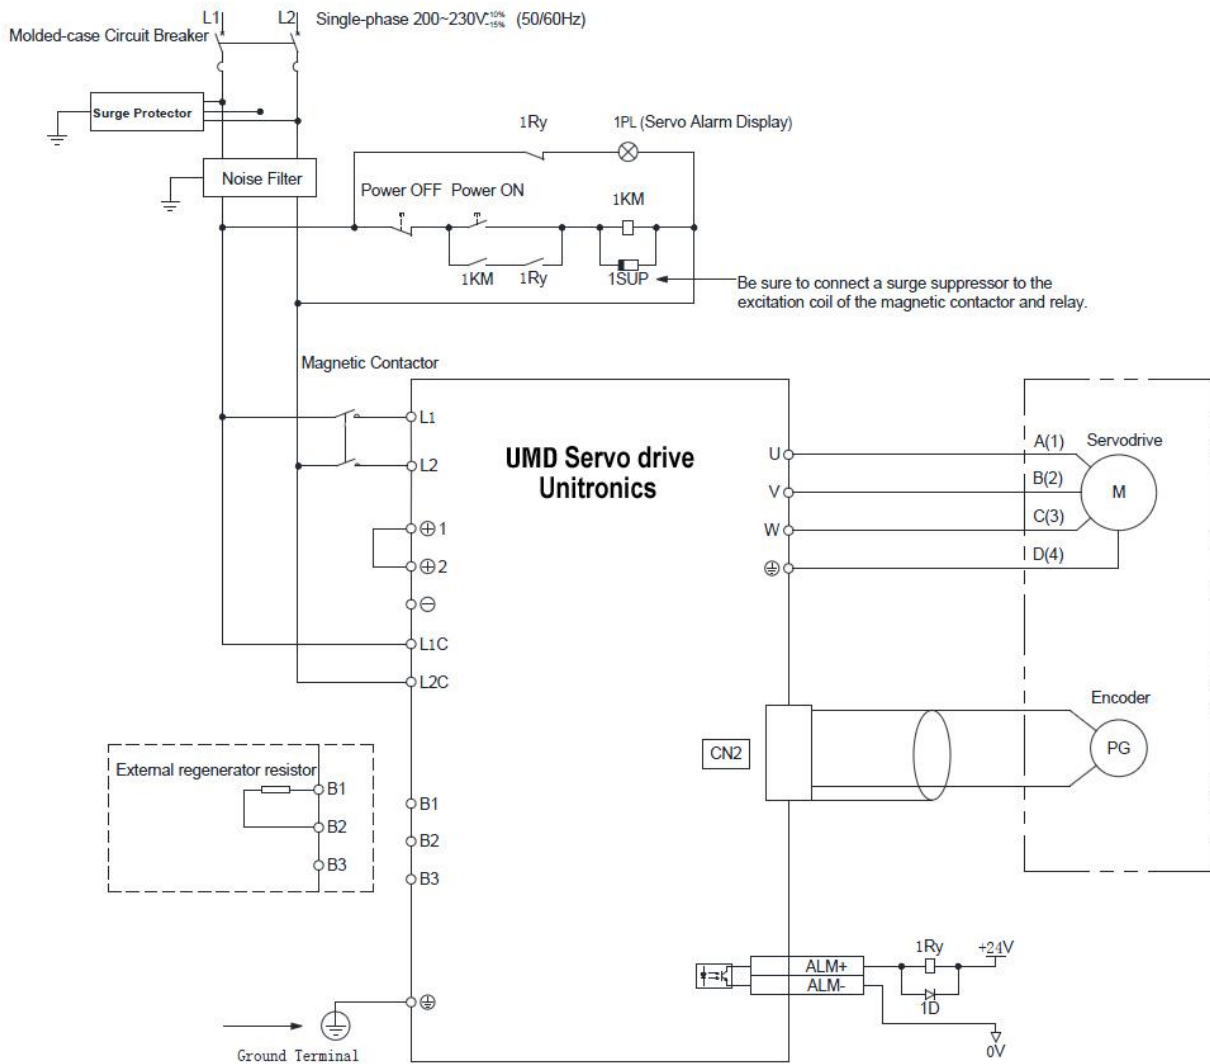 L1 L2 Single-phase 200~230V+10% -15% (50/60Hz)
Molded-case Circuit Breaker
Surge Protector
1Ry 1PL (Servo Alarm Display)
Noise Filter
Power OFF Power ON
1KM
1KM 1Ry 1SUP
Be sure to connect a surge suppressor to the
excitation coil of the magnetic contactor and relay.
Magnetic Contactor
L1
L2
⊕1
⊕2
⊖
L1C
L2C
UMD Servo drive
Unitronics
U
V
W
A(1)
B(2)
C(3)
D(4)
Servodrive
M
CN2
Encoder
PG
External regenerator resistor
B1
B2
B3
B1
B2
B3
ALM+
ALM-
1Ry
+24V
1D
0V
Ground Terminal